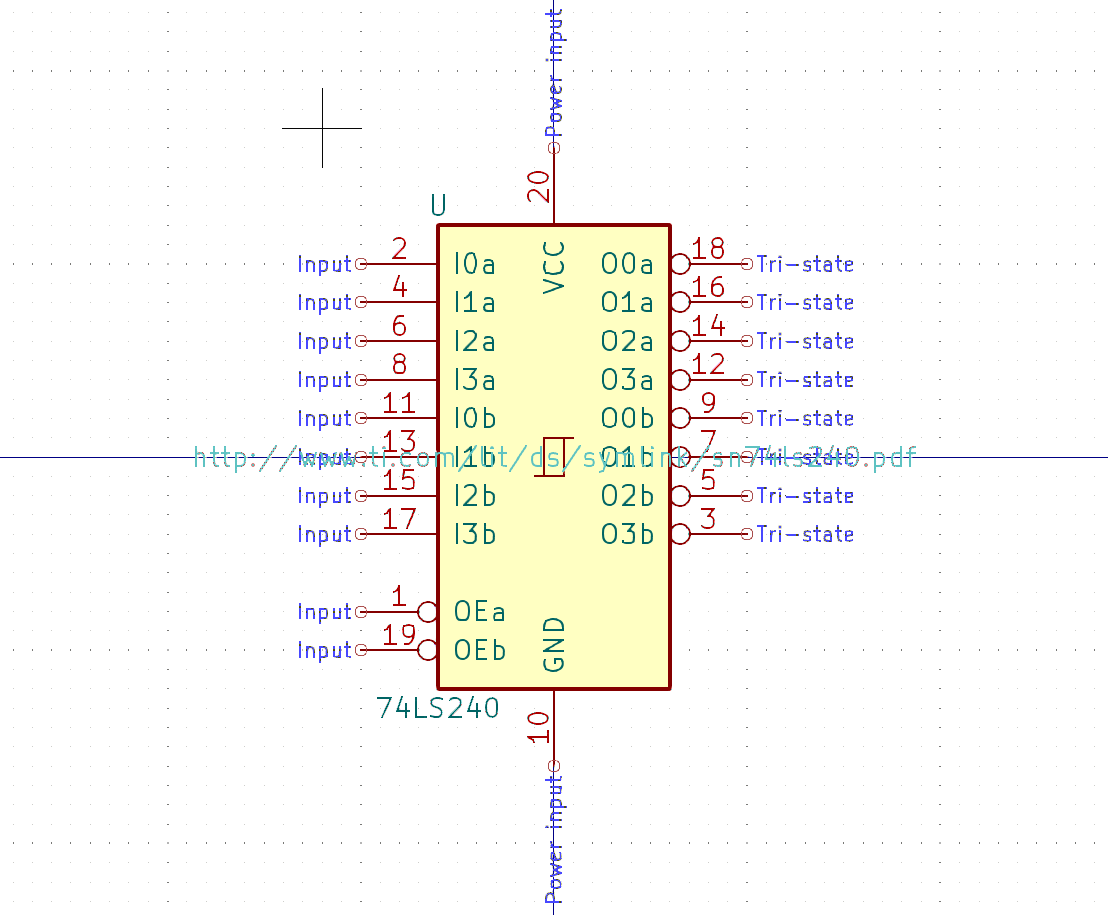 Power input
20
U
VCC
Input 2 I0a O0a 18 Tri-state
Input 4 I1a O1a 16 Tri-state
Input 6 I2a O2a 14 Tri-state
Input 8 I3a O3a 12 Tri-state
Input 11 I0b O0b 9 Tri-state
Input 13 I1b O1b 7 Tri-state
http://www.ti.com/lit/ds/symlink/sn74ls240.pdf
Input 15 I2b O2b 5 Tri-state
Input 17 I3b O3b 3 Tri-state
Input 1 OEa
Input 19 OEb
GND
74LS240
10
Power input